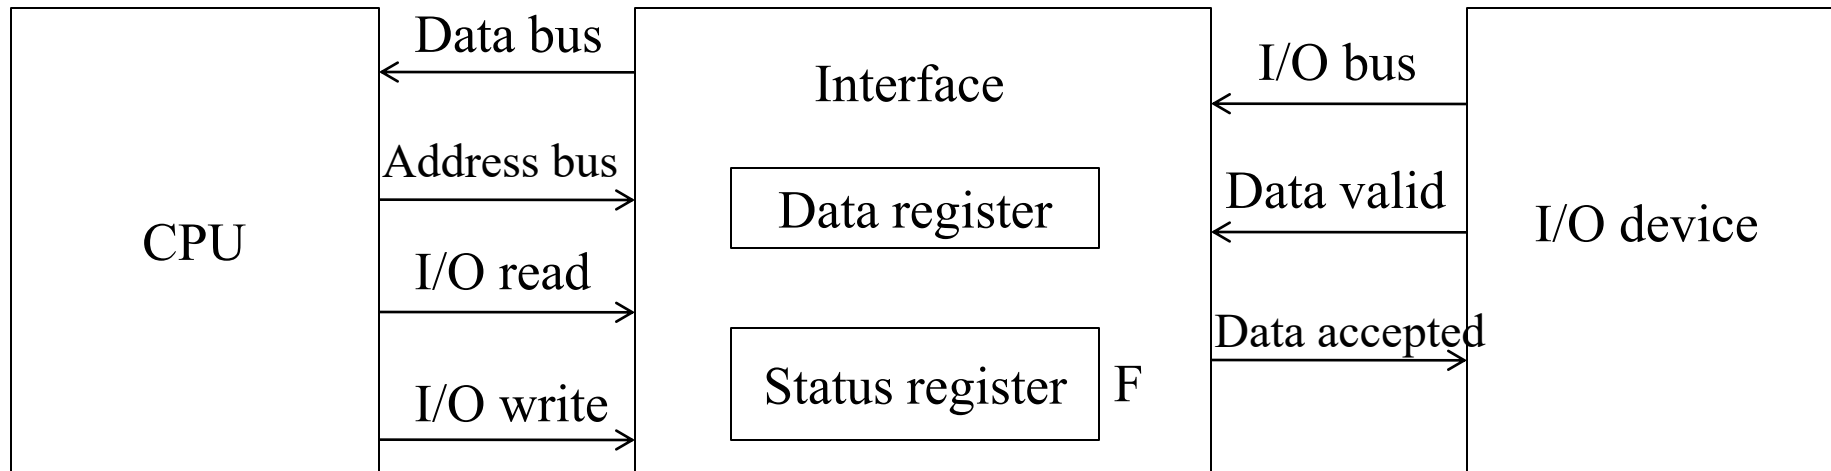 Data bus
I/O bus
Interface
Address bus
Data valid
Data register
CPU
I/O device
I/O read
Data accepted
Status register F
I/O write